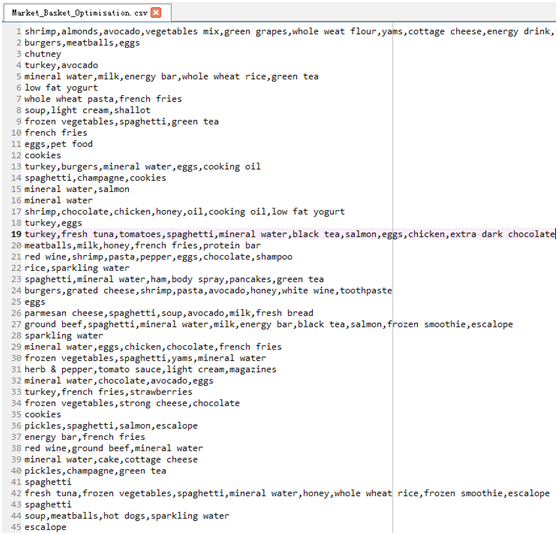 Market_Basket_Optimisation.csv
1 shrimp,almonds,avocado,vegetables mix,green grapes,whole weat flour,yams,cottage cheese,energy drink,
2 burgers,meatballs,eggs
3 chutney
4 turkey,avocado
5 mineral water,milk,energy bar,whole wheat rice,green tea
6 low fat yogurt
7 whole wheat pasta,french fries
8 soup,light cream,shallot
9 frozen vegetables,spaghetti,green tea
10 french fries
11 eggs,pet food
12 cookies
13 turkey,burgers,mineral water,eggs,cooking oil
14 spaghetti,champagne,cookies
15 mineral water,salmon
16 mineral water
17 shrimp,chocolate,chicken,honey,oil,cooking oil,low fat yogurt
18 turkey,eggs
19 turkey,fresh tuna,tomatoes,spaghetti,mineral water,black tea,salmon,eggs,chicken,extra dark chocolate
20 meatballs,milk,honey,french fries,protein bar
21 red wine,shrimp,pasta,pepper,eggs,chocolate,shampoo
22 rice,sparkling water
23 spaghetti,mineral water,ham,body spray,pancakes,green tea
24 burgers,grated cheese,shrimp,pasta,avocado,honey,white wine,toothpaste
25 eggs
26 parmesan cheese,spaghetti,soup,avocado,milk,fresh bread
27 ground beef,spaghetti,mineral water,milk,energy bar,black tea,salmon,frozen smoothie,escalope
28 sparkling water
29 mineral water,eggs,chicken,chocolate,french fries
30 frozen vegetables,spaghetti,yams,mineral water
31 herb & pepper,tomato sauce,light cream,magazines
32 mineral water,chocolate,avocado,eggs
33 turkey,french fries,strawberries
34 frozen vegetables,strong cheese,chocolate
35 cookies
36 pickles,spaghetti,salmon,escalope
37 energy bar,french fries
38 red wine,ground beef,mineral water
39 mineral water,cake,cottage cheese
40 pickles,champagne,green tea
41 spaghetti
42 fresh tuna,frozen vegetables,spaghetti,mineral water,honey,whole wheat rice,frozen smoothie,escalope
43 spaghetti
44 soup,meatballs,hot dogs,sparkling water
45 escalope